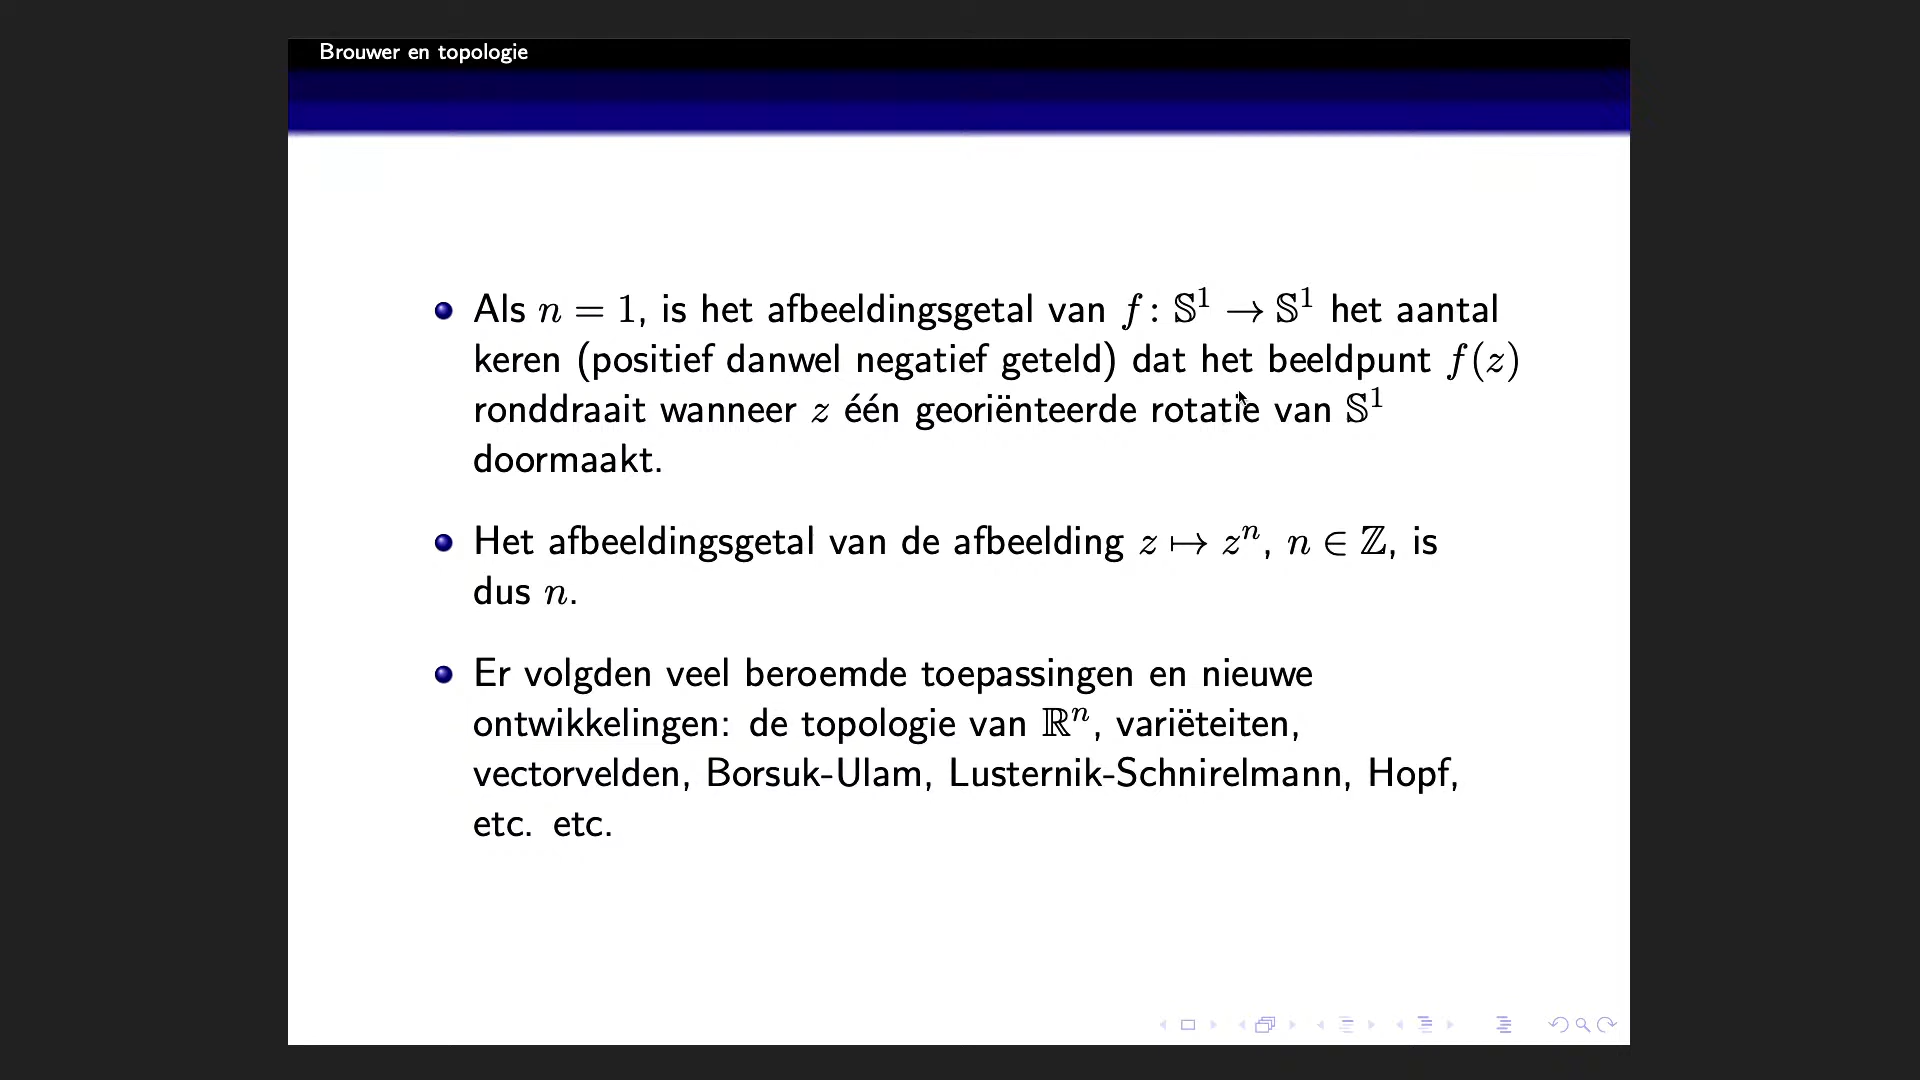 Brouwer en topologie
Als n = 1, is het afbeeldingsgetal van f : 𝕊¹ → 𝕊¹ het aantal
keren (positief danwel negatief geteld) dat het beeldpunt f(z)
ronddraait wanneer z één georiënteerde rotatie van 𝕊¹
doormaakt.
Het afbeeldingsgetal van de afbeelding z ↦ zⁿ, n ∈ ℤ, is
dus n.
Er volgden veel beroemde toepassingen en nieuwe
ontwikkelingen: de topologie van ℝⁿ, variëteiten,
vectorvelden, Borsuk-Ulam, Lusternik-Schnirelmann, Hopf,
etc. etc.